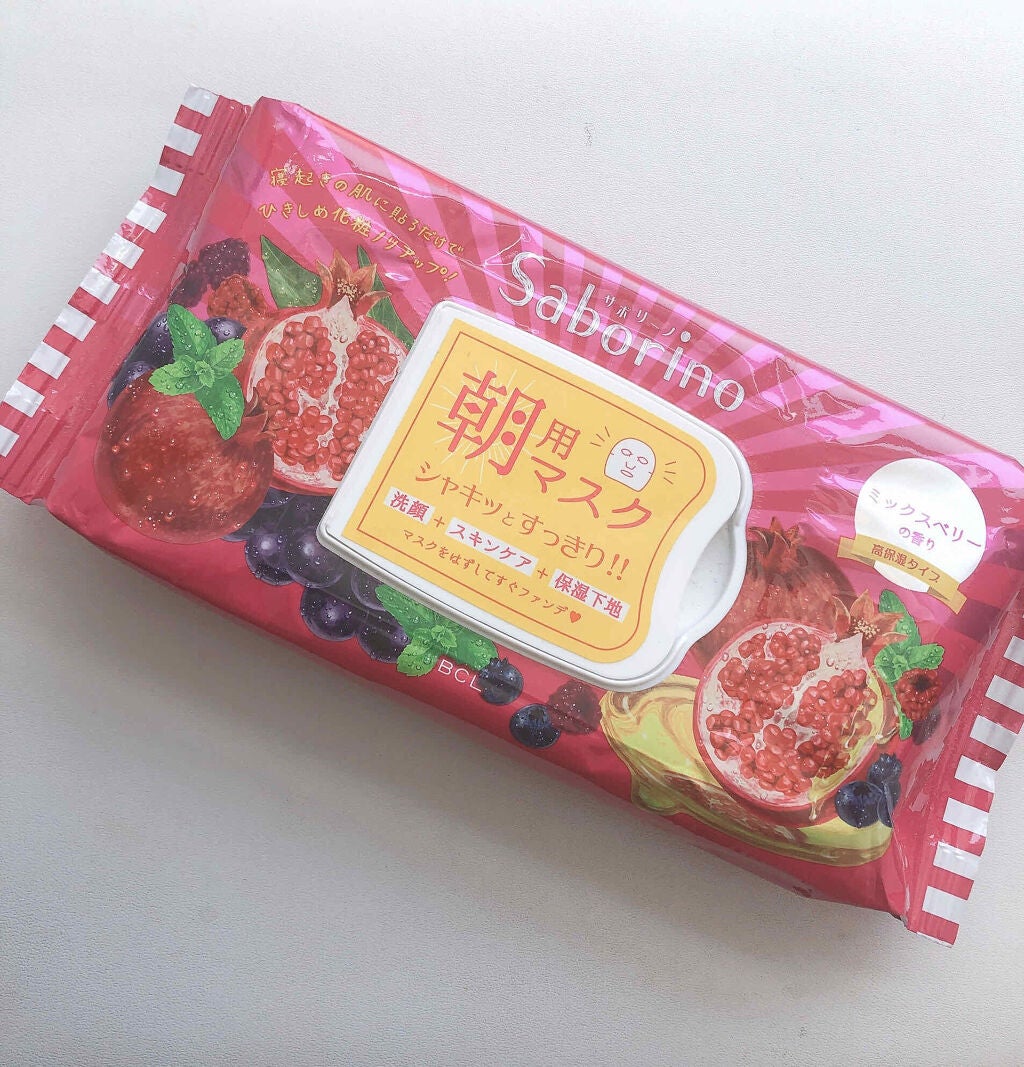 寝起きの肌に貼るだけで
ひきしめ化粧ノリアップ!
サボリーノ
Saborino
朝用マスク
シャキッとすっきり!!
洗顔+スキンケア+保湿下地
マスクをはずしてすぐファンデ♥
ミックスベリー
の香り
高保湿タイプ
BCL